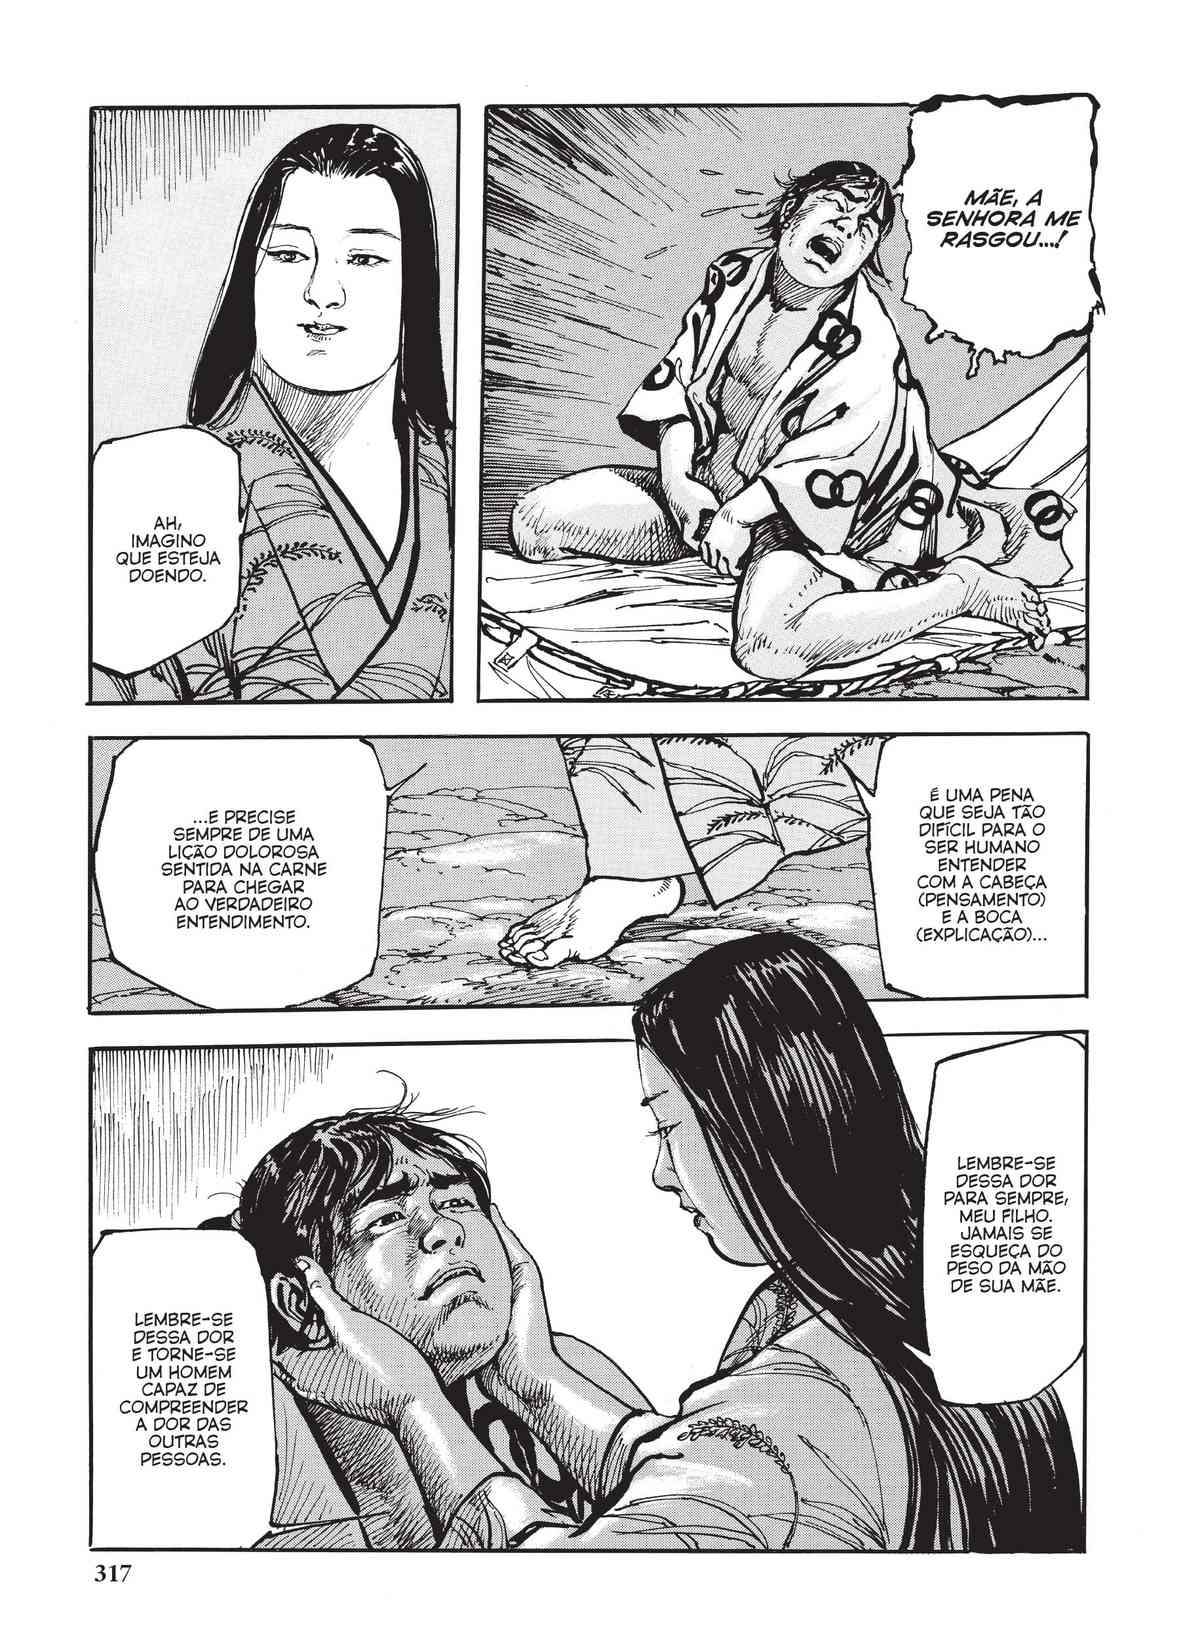 MÃE, A
SENHORA ME
RASGOU...!
AH,
IMAGINO
QUE ESTEJA
DOENDO.
É UMA PENA
QUE SEJA TÃO
DIFÍCIL PARA O
SER HUMANO
ENTENDER
COM A CABEÇA
(PENSAMENTO)
E A BOCA
(EXPLICAÇÃO)...
...E PRECISE
SEMPRE DE UMA
LIÇÃO DOLOROSA
SENTIDA NA CARNE
PARA CHEGAR
AO VERDADEIRO
ENTENDIMENTO.
LEMBRE-SE
DESSA DOR
PARA SEMPRE,
MEU FILHO.
JAMAIS SE
ESQUEÇA DO
PESO DA MÃO
DE SUA MÃE.
LEMBRE-SE
DESSA DOR
E TORNE-SE
UM HOMEM
CAPAZ DE
COMPREENDER
A DOR DAS
OUTRAS
PESSOAS.
317